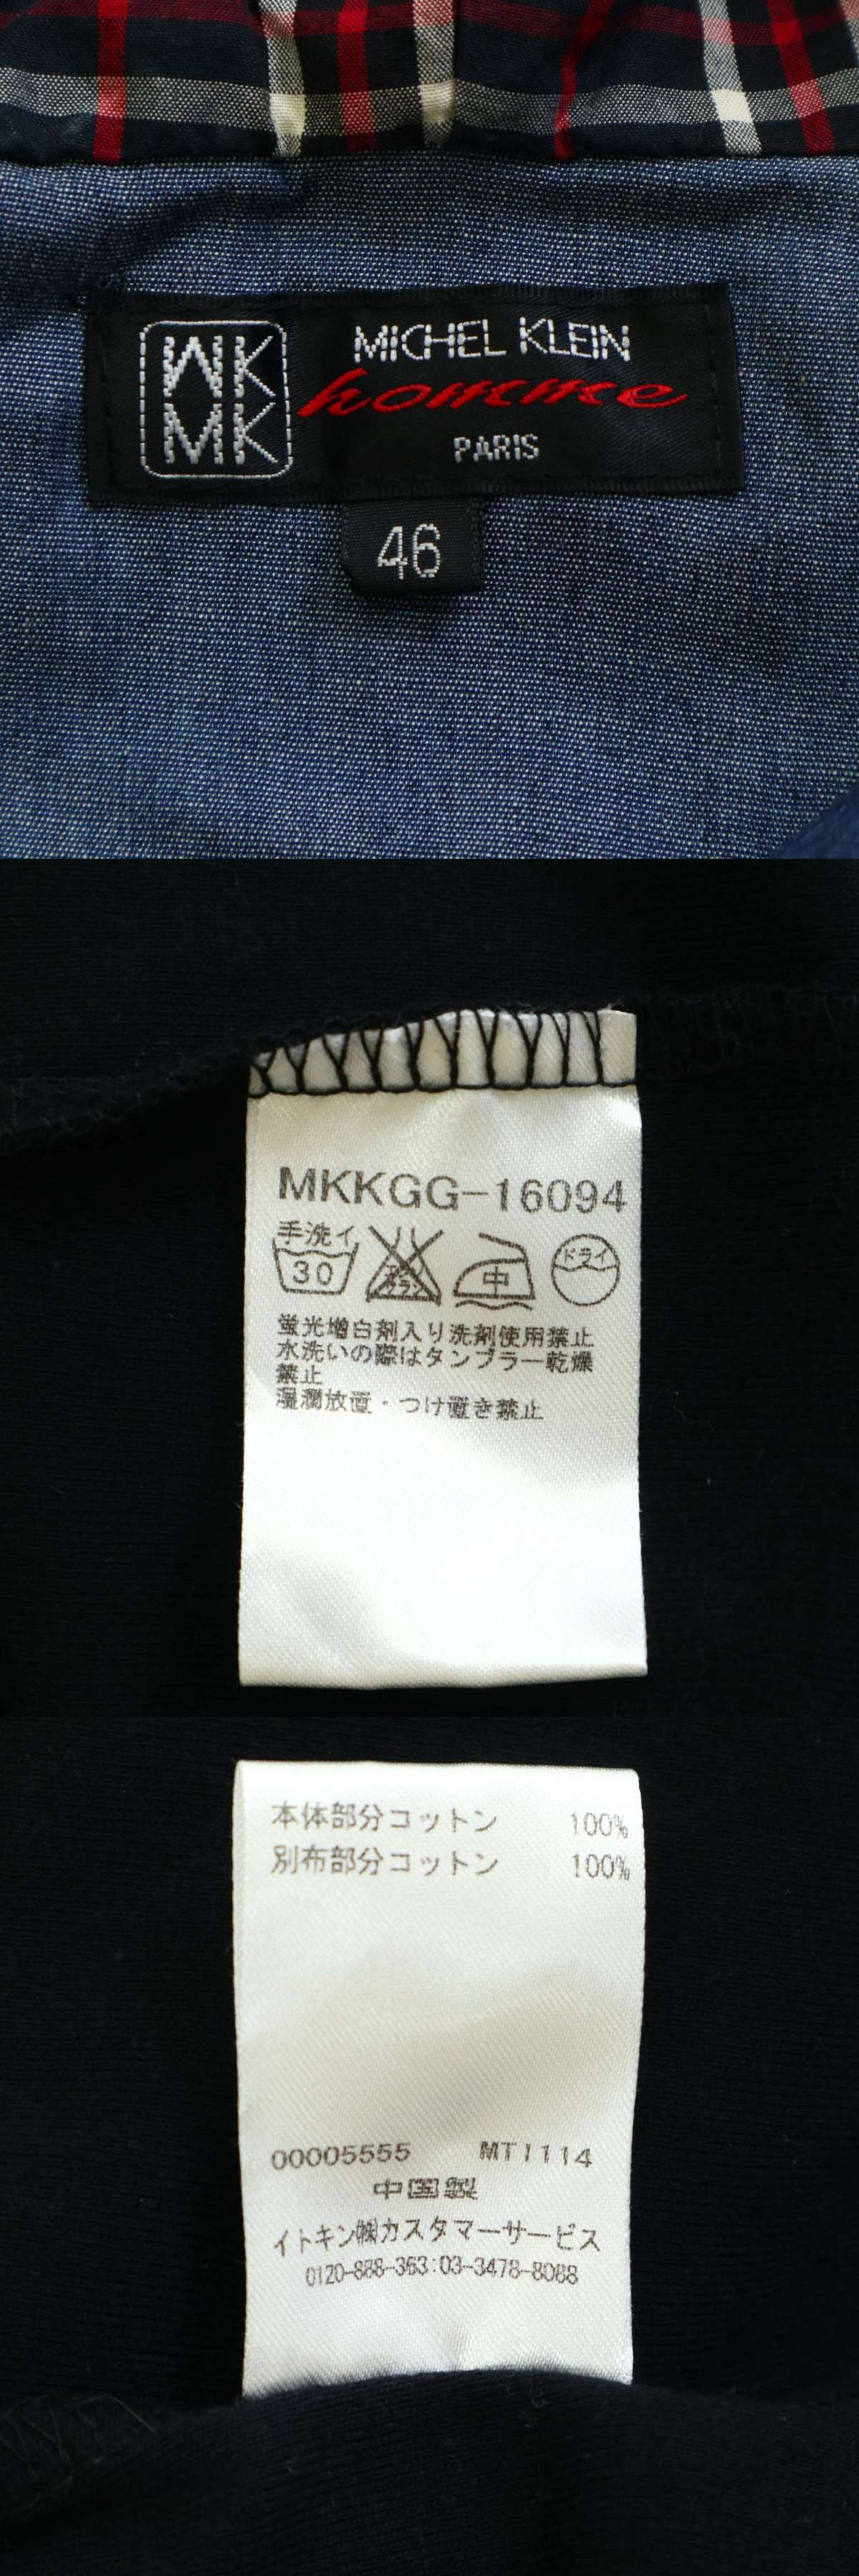 MK
MK
MICHEL KLEIN
homme
PARIS
46
MKKGG-16094
手洗イ
30
中
ドライ
蛍光増白剤入り洗剤使用禁止
水洗いの際はタンブラー乾燥
禁止
湿潤放置・つけ置き禁止
本体部分コットン 100%
別布部分コットン 100%
00005555 MT1114
中国製
イトキン㈱カスタマーサービス
0120-888-363:03-3478-8088